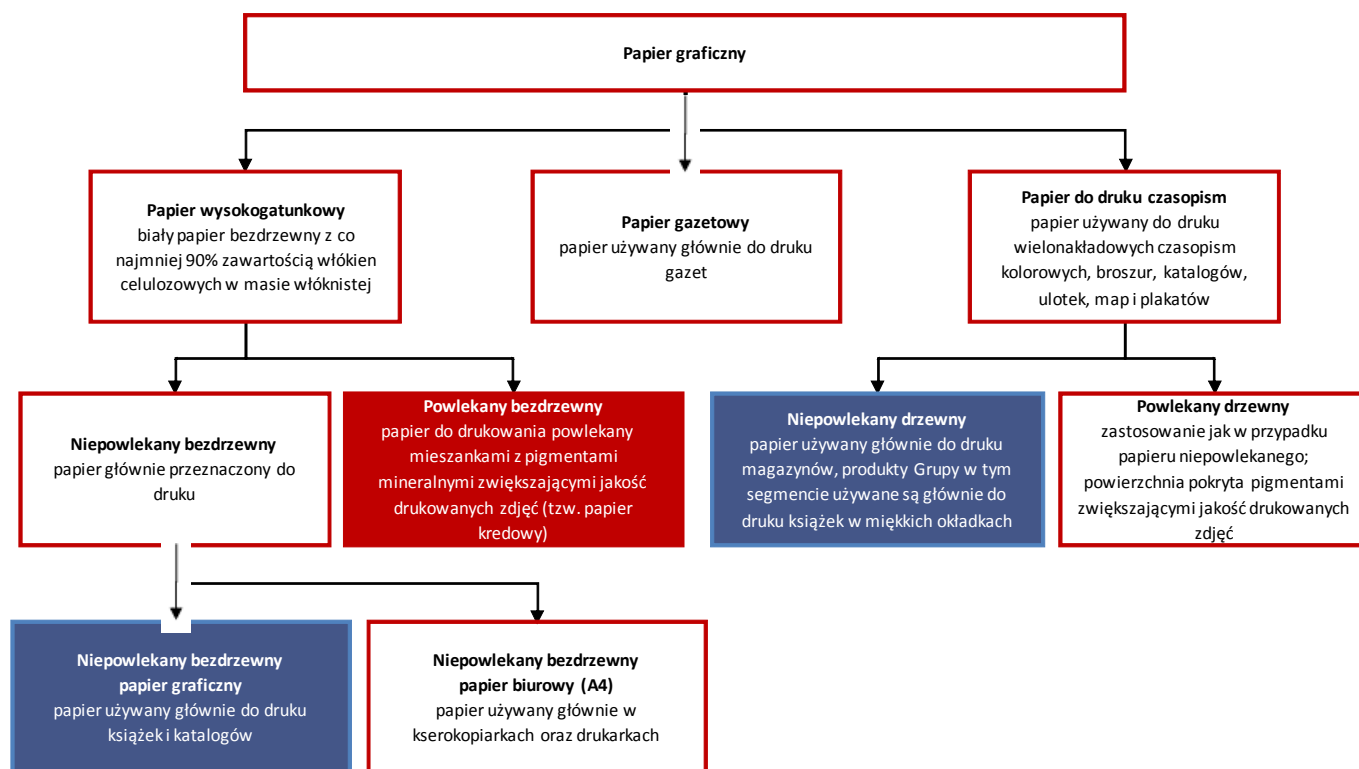 Papier graficzny
Papier wysokogatunkowy
biały papier bezdrzewny z co
najmniej 90% zawartością włókien
celulozowych w masie włóknistej
Papier gazetowy
papier używany głównie do druku
gazet
Papier do druku czasopism
papier używany do druku
wielonakładowych czasopism
kolorowych, broszur, katalogów,
ulotek, map i plakatów
Niepowlekany bezdrzewny
papier głównie przeznaczony do
druku
Powlekany bezdrzewny
papier do drukowania powlekany
mieszankami z pigmentami
mineralnymi zwiększającymi jakość
drukowanych zdjęć (tzw. papier
kredowy)
Niepowlekany drzewny
papier używany głównie do druku
magazynów, produkty Grupy w tym
segmencie używane są głównie do
druku książek w miękkich okładkach
Powlekany drzewny
zastosowanie jak w przypadku
papieru niepowlekanego;
powierzchnia pokryta pigmentami
zwiększającymi jakość drukowanych
zdjęć
Niepowlekany bezdrzewny
papier graficzny
papier używany głównie do druku
książek i katalogów
Niepowlekany bezdrzewny
papier biurowy (A4)
papier używany głównie w
kserokopiarkach oraz drukarkach